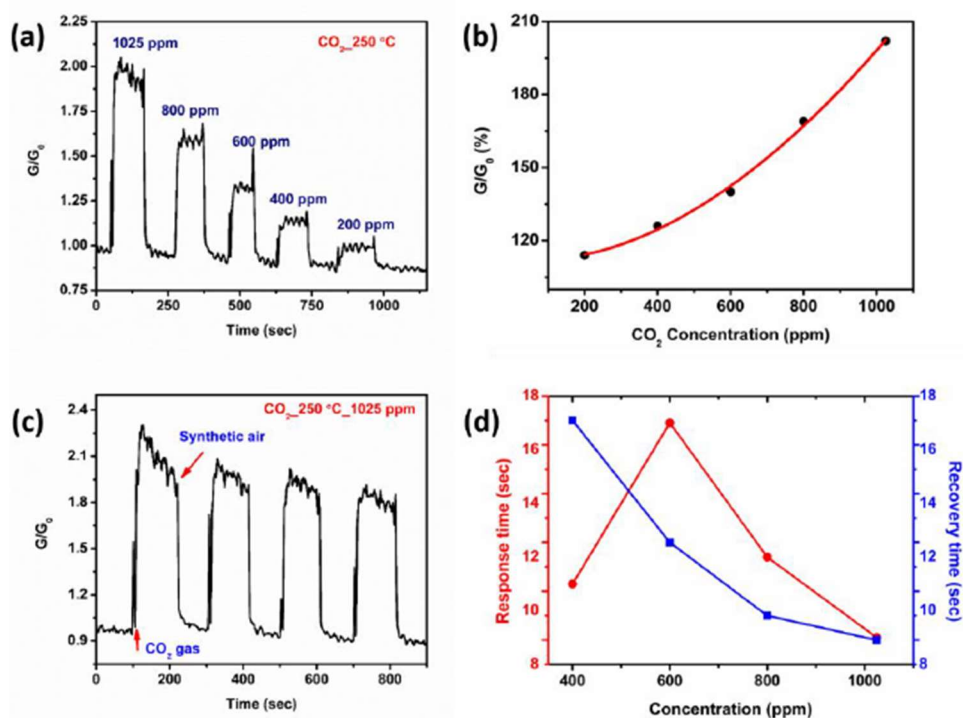 (a)
CO2_250 °C
1025 ppm
800 ppm
600 ppm
400 ppm
200 ppm
2.25
2.00
1.75
1.50
1.25
1.00
0.75
G/G0
0
250
500
750
1000
Time (sec)
(b)
210
180
150
120
G/G0 (%)
200
400
600
800
1000
CO2 Concentration (ppm)
(c)
CO2_250 °C_1025 ppm
Synthetic air
CO2 gas
2.4
2.1
1.8
1.5
1.2
0.9
G/G0
0
200
400
600
800
Time (sec)
(d)
18
16
14
12
10
8
Response time (sec)
18
16
14
12
10
8
Recovery time (sec)
400
600
800
1000
Concentration (ppm)